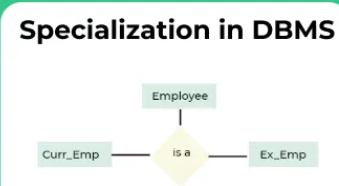 Specialization in DBMS
Employee
Curr_Emp
is a
Ex_Emp